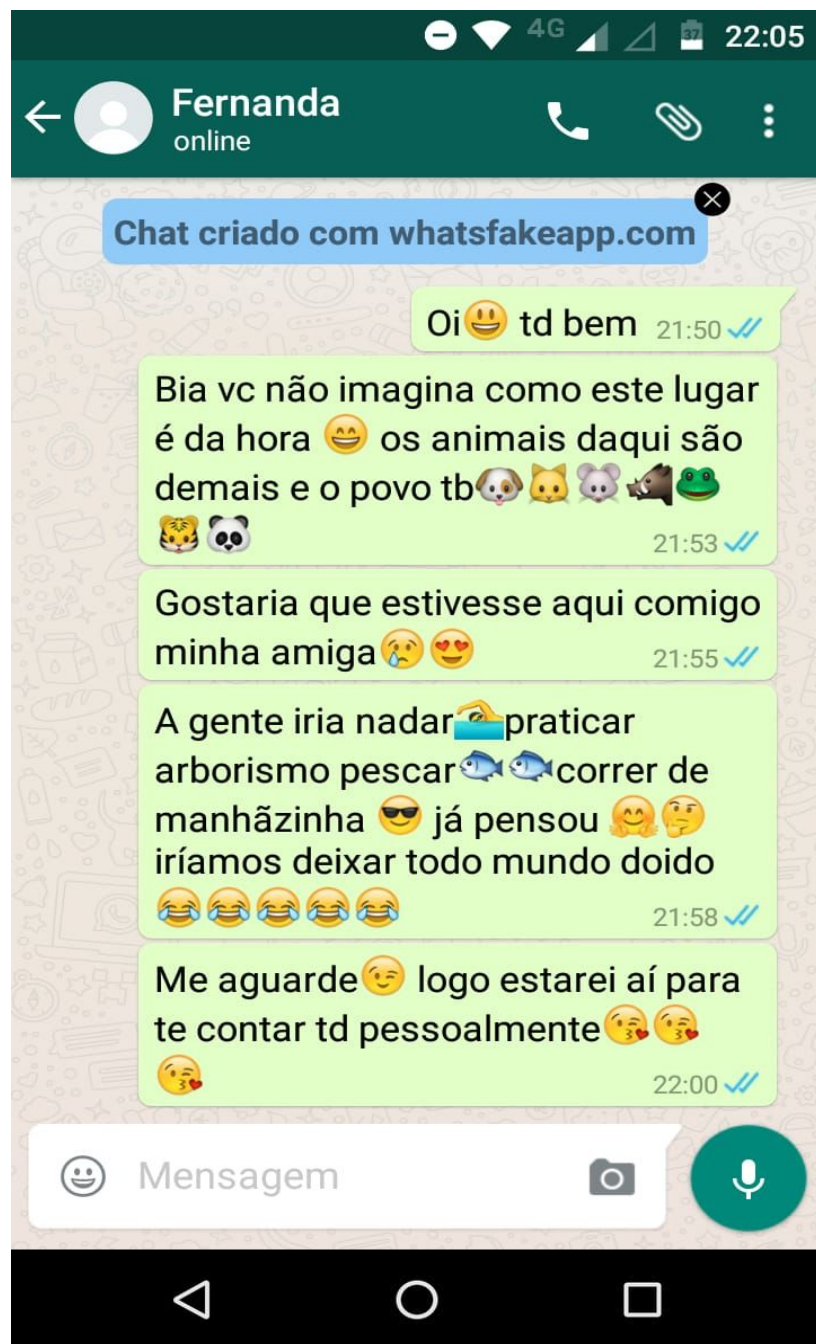 4G 37 22:05
Fernanda
online
Chat criado com whatsfakeapp.com
Oi😃 td bem 21:50
Bia vc não imagina como este lugar
é da hora 😄 os animais daqui são
demais e o povo tb🐶🐱🐭🐗🐸
🐯🐼 21:53
Gostaria que estivesse aqui comigo
minha amiga😢😍 21:55
A gente iria nadar🏊praticar
arborismo pescar🐟🐟correr de
manhãzinha 😎 já pensou 🤗🤔
iríamos deixar todo mundo doido
😂😂😂😂😂 21:58
Me aguarde😉 logo estarei aí para
te contar td pessoalmente😘😘
😘 22:00
Mensagem